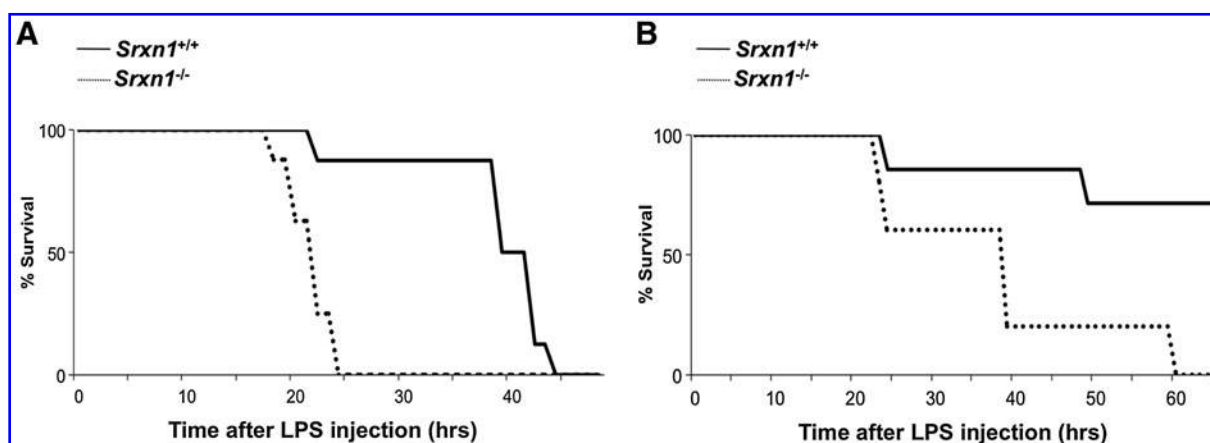 A
Srxn1+/+
Srxn1-/-
% Survival
100
50
0
0 10 20 30 40
Time after LPS injection (hrs)
B
Srxn1+/+
Srxn1-/-
% Survival
100
50
0
0 10 20 30 40 50 60
Time after LPS injection (hrs)